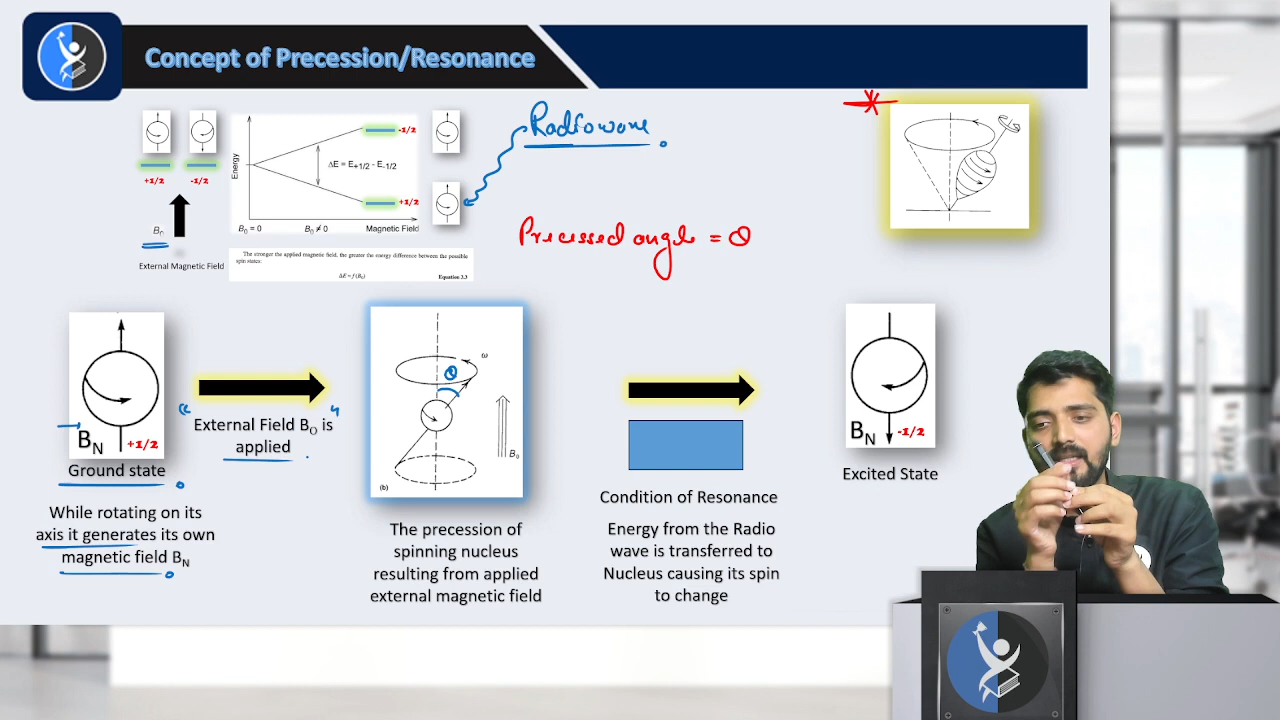 Concept of Precession/Resonance
Radiowave
+1/2
-1/2
B₀
External Magnetic Field
Energy
-1/2
ΔE = E₊₁/₂ - E₋₁/₂
+1/2
B₀ = 0
B₀ ≠ 0
Magnetic Field
The stronger the applied magnetic field, the greater the energy difference between the possible
spin states:
ΔE = f (B₀)
Equation 2.3
Precessed angle = θ
B_N
+1/2
Ground state
While rotating on its
axis it generates its own
magnetic field B_N
" External Field B_O is "
applied
ω
θ
B₀
(b)
The precession of
spinning nucleus
resulting from applied
external magnetic field
Condition of Resonance
Energy from the Radio
wave is transferred to
Nucleus causing its spin
to change
B_N
-1/2
Excited State